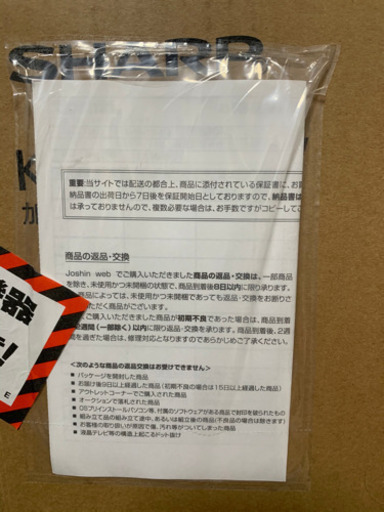 SHARP
K
カ
重要:当サイトでは配送の都合上、商品に添付されている保証書に、お買
納品書の出荷日から7日後を保証開始日としておりますので、納品書は
は承っておりませんので、複数必要な場合は、お手数ですがコピーしてご
商品の返品・交換
Joshin web でご購入いただきました商品の返品・交換は、一部商品
を除き、未使用かつ未開梱の状態で、商品到着後8日以内に限り承ります。
商品によっては、未使用かつ未開梱であっても返品・交換をお断りさ
いただく商品がございます。
ご購入いただきました商品が初期不良であった場合は、商品到着
週間(一部除く)以内に限り返品・交換を承ります。商品到着後、2週
間を過ぎた場合は、修理対応となりますのであらかじめご了承ください。
<次のような商品の返品交換はお受けできません>
● パッケージを開封した商品
● お届け後9日以上経過した商品(初期不良の場合は15日以上経過した商品)
● アウトレットコーナーでご購入された商品
● オークションで落札された商品
● OSプリインストールパソコン等、付属のソフトウェアがある商品で封印を破られたもの
● 組み立て品の組み立て途中、あるいは組立後の商品(不良品の場合は除きます)
● お客様の取り扱いが原因で傷、汚れ等がついてしまった商品
● 液晶テレビ等の構造上起こるドット抜け
器
!
E